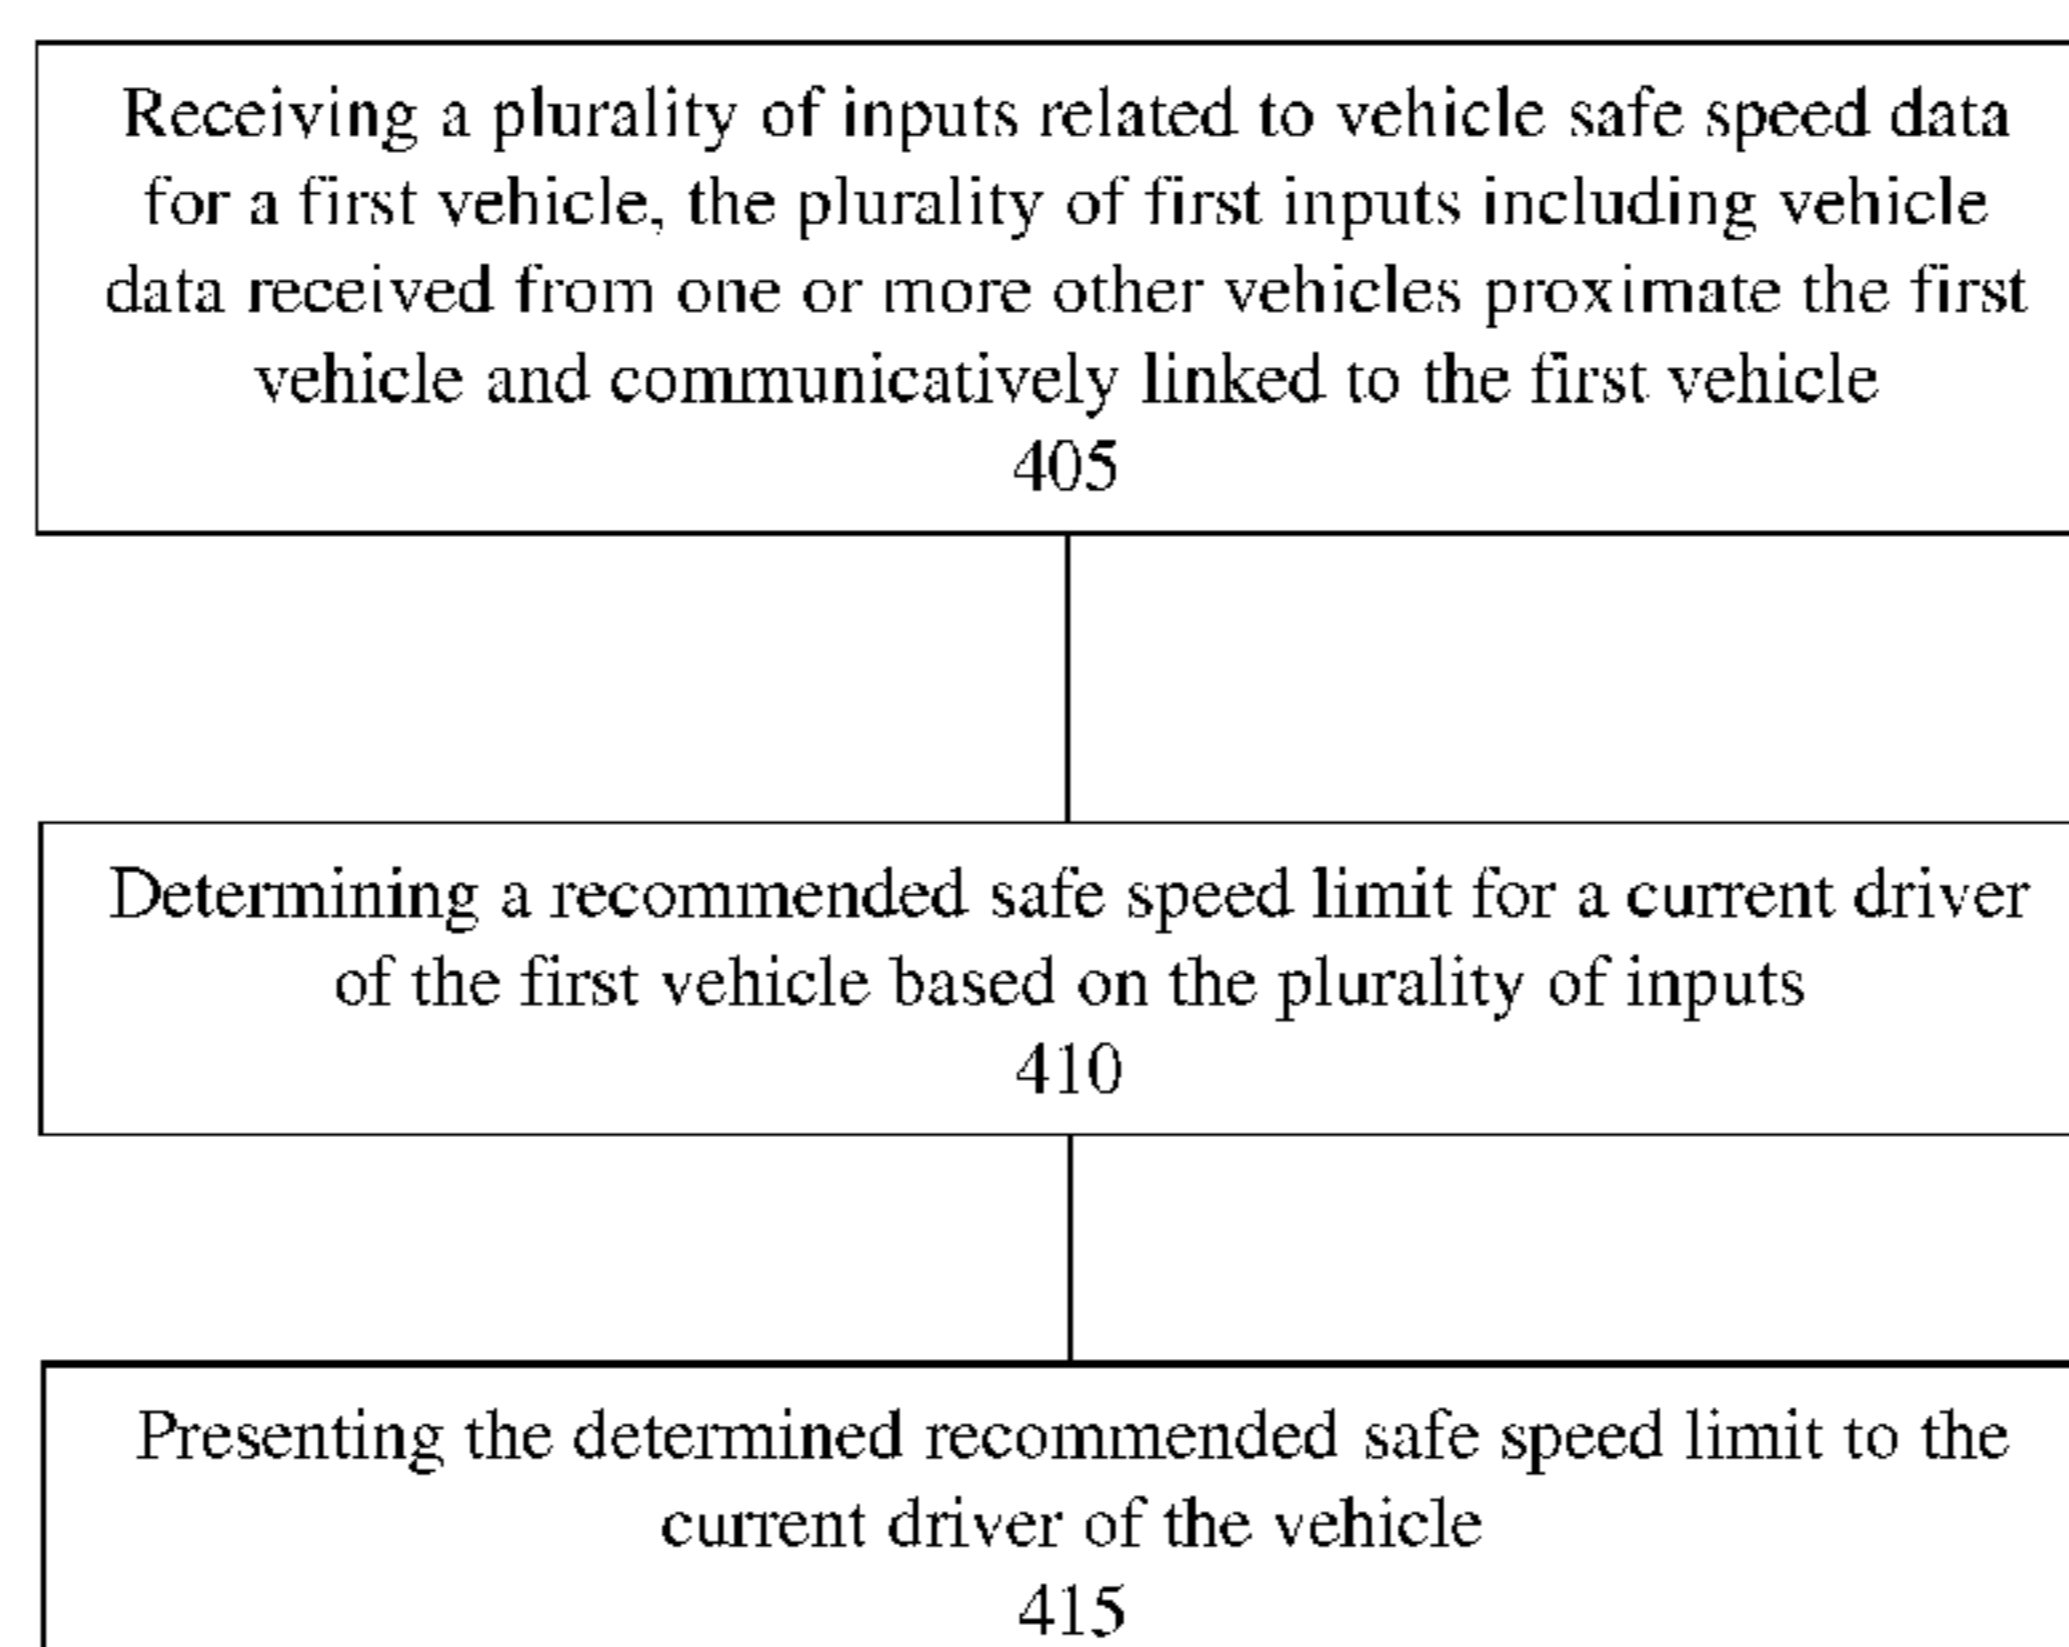 Receiving a plurality of inputs related to vehicle safe speed data
for a first vehicle, the plurality of first inputs including vehicle
data received from one or more other vehicles proximate the first
vehicle and communicatively linked to the first vehicle
405
Determining a recommended safe speed limit for a current driver
of the first vehicle based on the plurality of inputs
410
Presenting the determined recommended safe speed limit to the
current driver of the vehicle
415